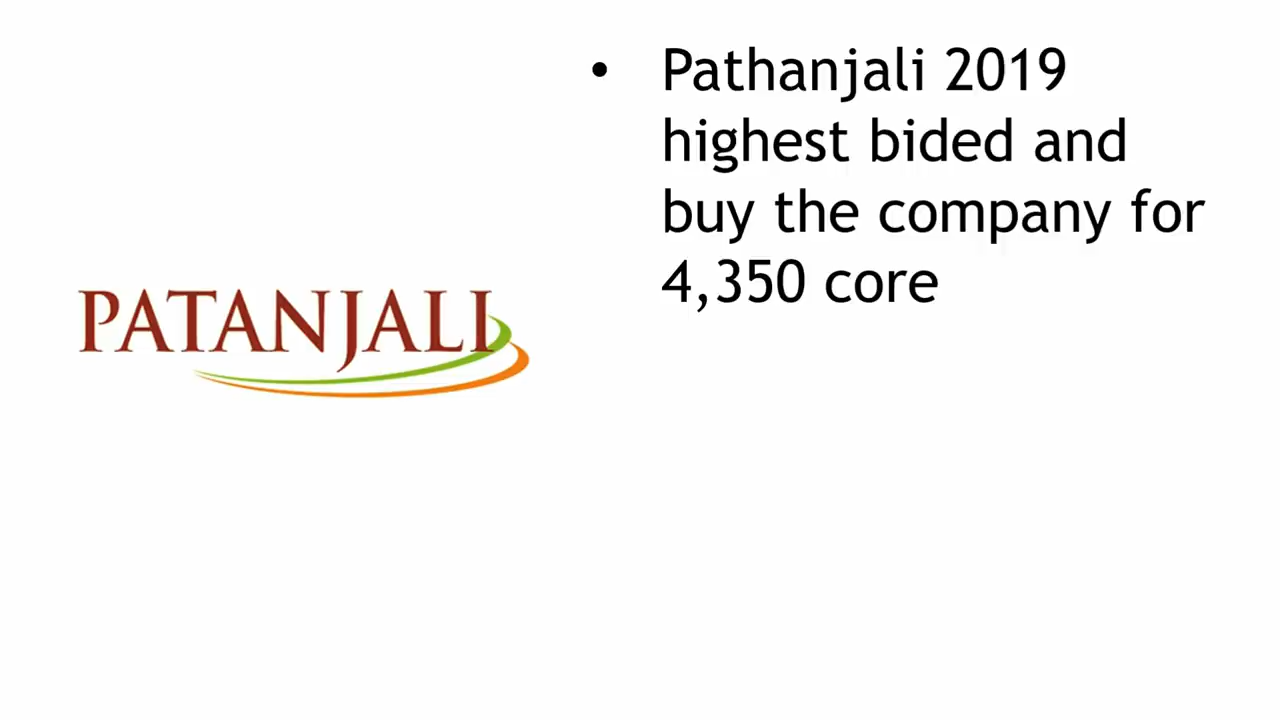 • Pathanjali 2019
highest bided and
buy the company for
4,350 core
PATANJALI